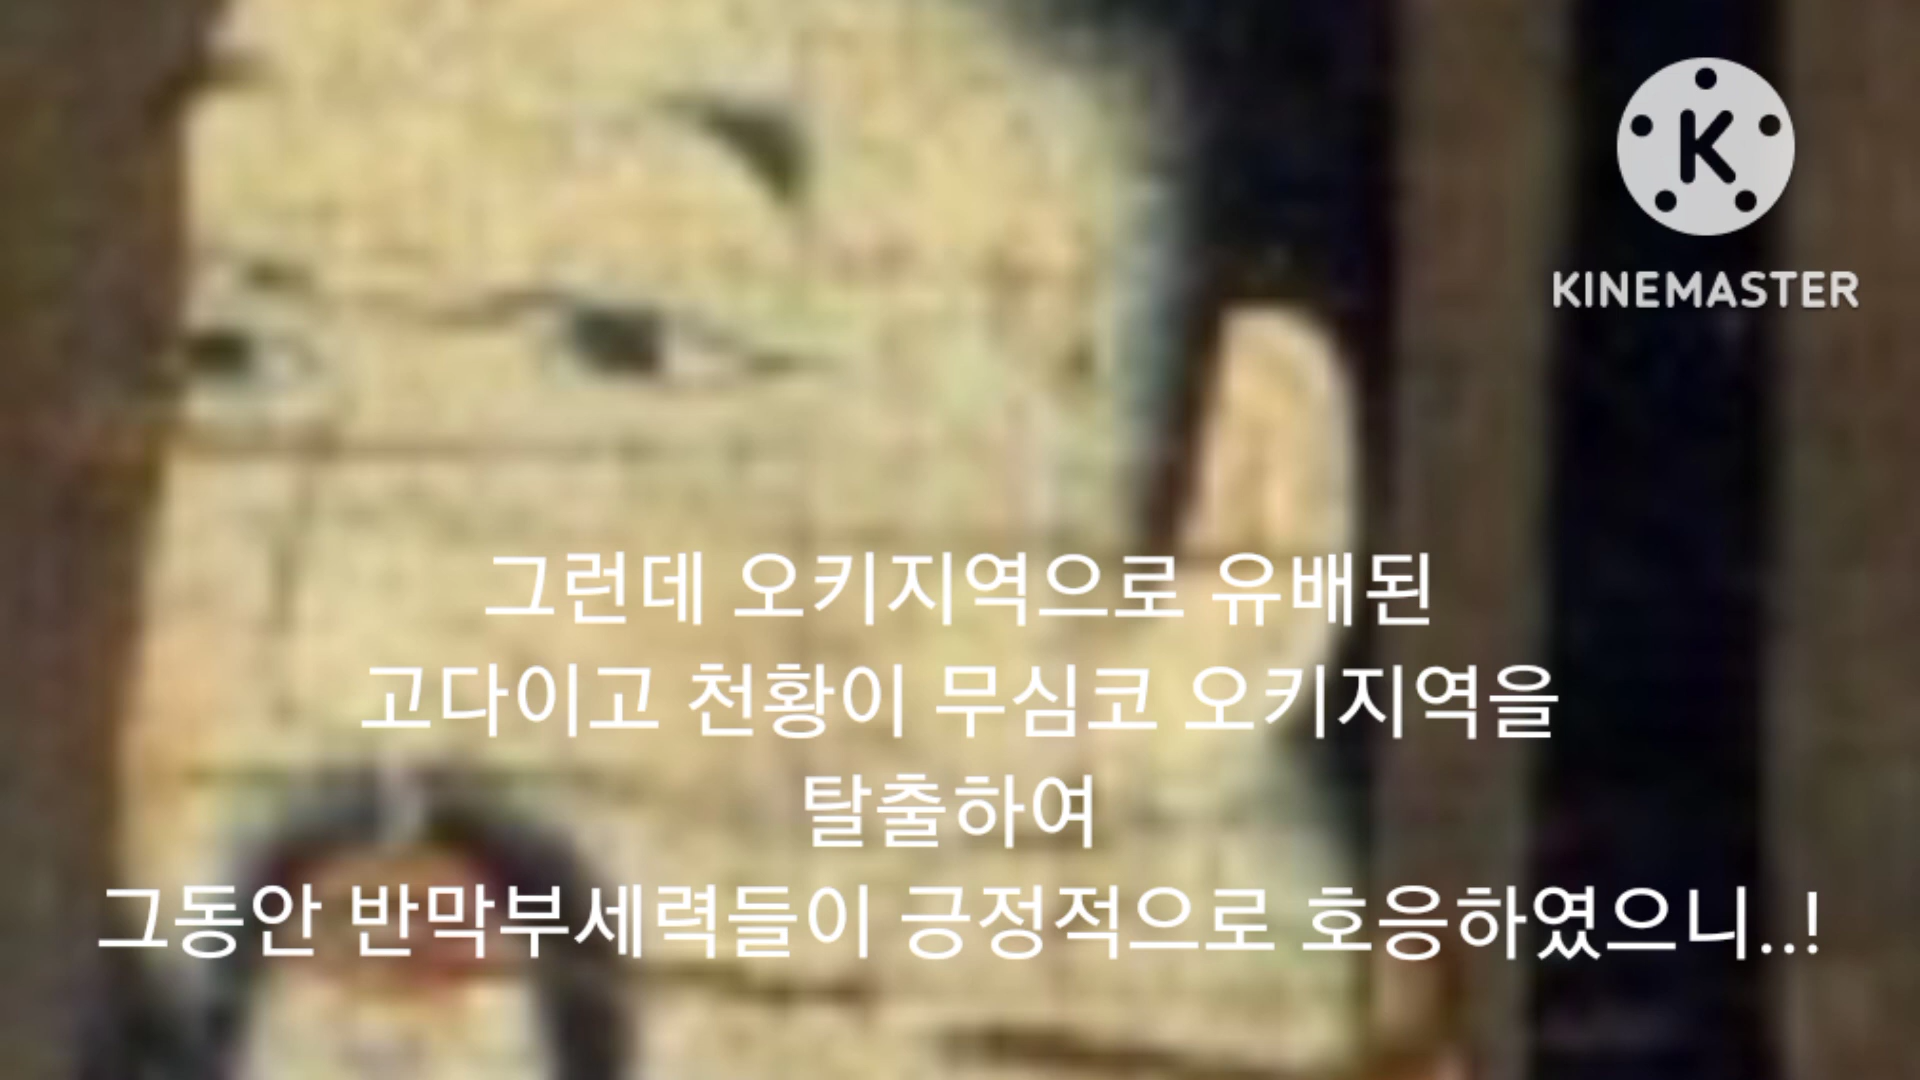 K
KINEMASTER
그런데 오키지역으로 유배된
고다이고 천황이 무심코 오키지역을
탈출하여
그동안 반막부세력들이 긍정적으로 호응하였으니..!